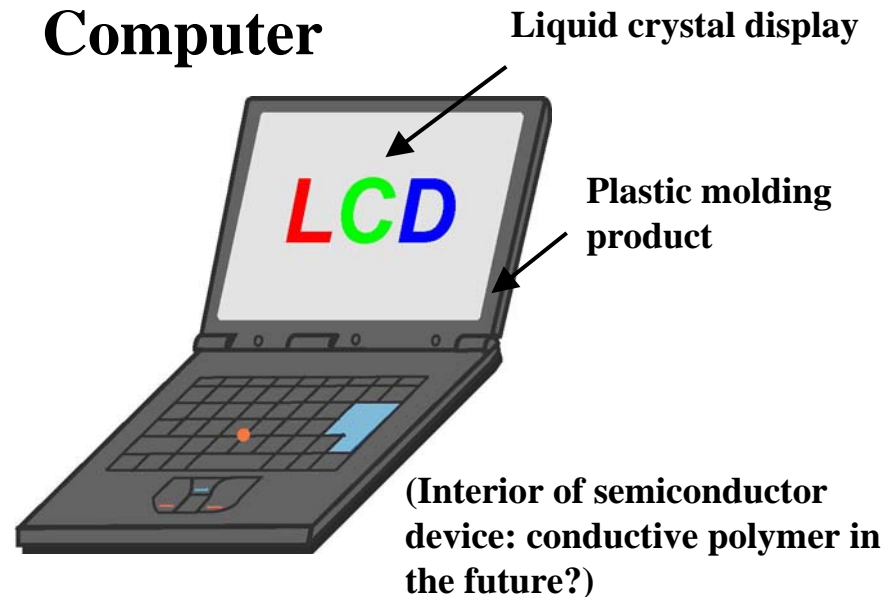 Computer
Liquid crystal display
LCD
Plastic molding
product
(Interior of semiconductor
device: conductive polymer in
the future?)